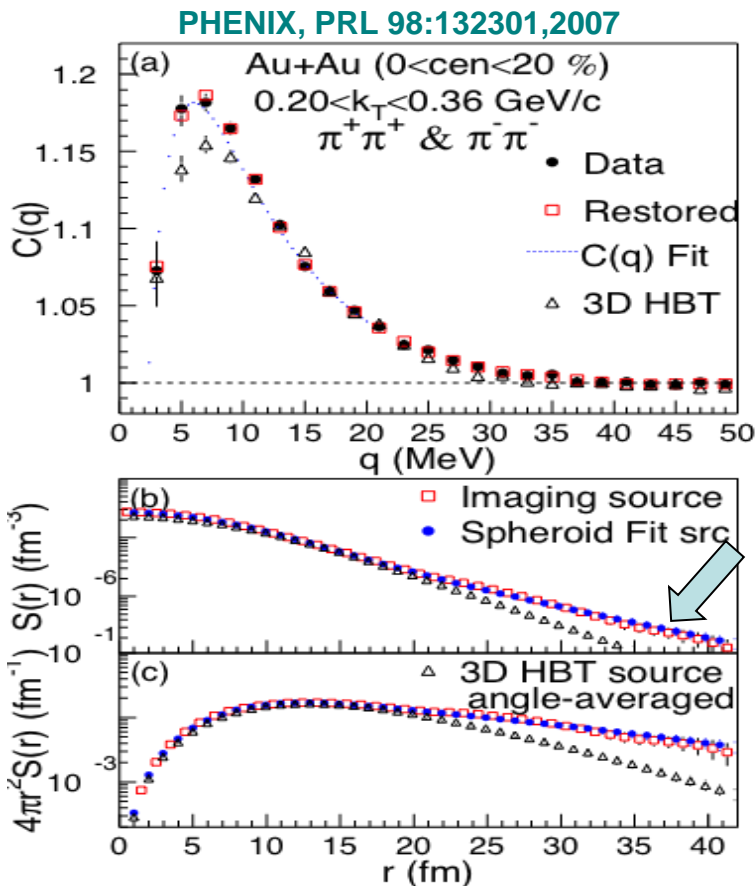 PHENIX, PRL 98:132301,2007
(a) Au+Au (0<cen<20 %)
0.20<k_T<0.36 GeV/c
π⁺π⁺ & π⁻π⁻
Data
Restored
C(q) Fit
3D HBT
C(q)
1.2
1.15
1.1
1.05
1
0 5 10 15 20 25 30 35 40 45 50
q (MeV)
(b) Imaging source
Spheroid Fit src
S(r) (fm⁻³)
10⁻⁶
10⁻¹
(c) 3D HBT source
angle-averaged
4πr²S(r) (fm⁻¹)
10⁻³
0 5 10 15 20 25 30 35 40
r (fm)